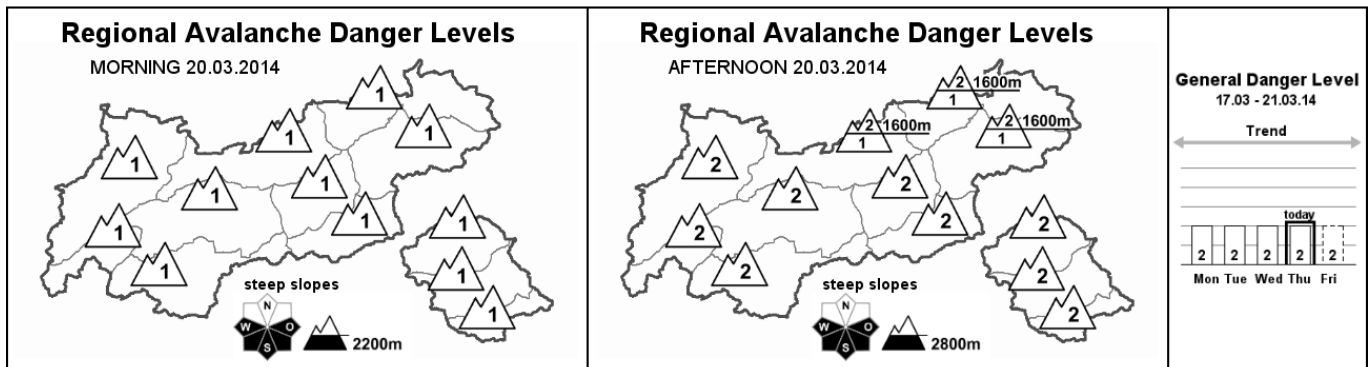 Regional Avalanche Danger Levels
MORNING 20.03.2014
1
1
1
1
1
1
1
1
1
1
1
1
steep slopes
N
W O
S
2200m
Regional Avalanche Danger Levels
AFTERNOON 20.03.2014
2 1600m
1
2 1600m
1
2 1600m
1
2
2
2
2
2
2
2
2
2
steep slopes
N
W O
S
2800m
General Danger Level
17.03 - 21.03.14
Trend
today
2 2 2 2 2
Mon Tue Wed Thu Fri